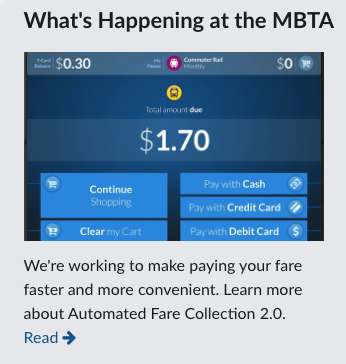 What's Happening at the MBTA
T-Card Balance $0.30 My Passes Commuter Rail Monthly $0
Total amount due
$1.70
Continue Shopping
Pay with Cash
Pay with Credit Card
Clear my Cart
Pay with Debit Card
We're working to make paying your fare
faster and more convenient. Learn more
about Automated Fare Collection 2.0.
Read